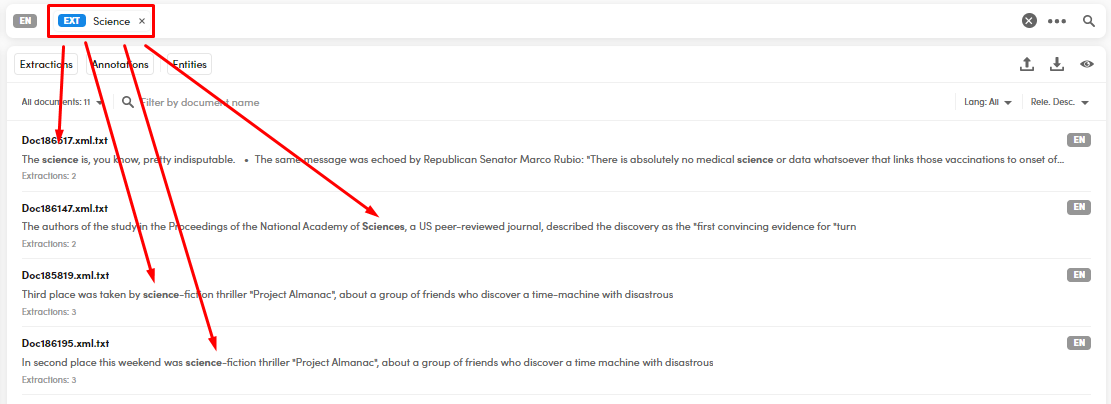 EN EXT Science ×
Extractions Annotations Entities
All documents: 11 Filter by document name Lang: All Rele. Desc.
Doc186617.xml.txt EN
The science is, you know, pretty indisputable. • The same message was echoed by Republican Senator Marco Rubio: "There is absolutely no medical science or data whatsoever that links those vaccinations to onset of...
Extractions: 2
Doc186147.xml.txt EN
The authors of the study in the Proceedings of the National Academy of Sciences, a US peer-reviewed journal, described the discovery as the "first convincing evidence for "turn
Extractions: 2
Doc185819.xml.txt EN
Third place was taken by science-fiction thriller "Project Almanac", about a group of friends who discover a time-machine with disastrous
Extractions: 3
Doc186195.xml.txt EN
In second place this weekend was science-fiction thriller "Project Almanac", about a group of friends who discover a time machine with disastrous
Extractions: 3